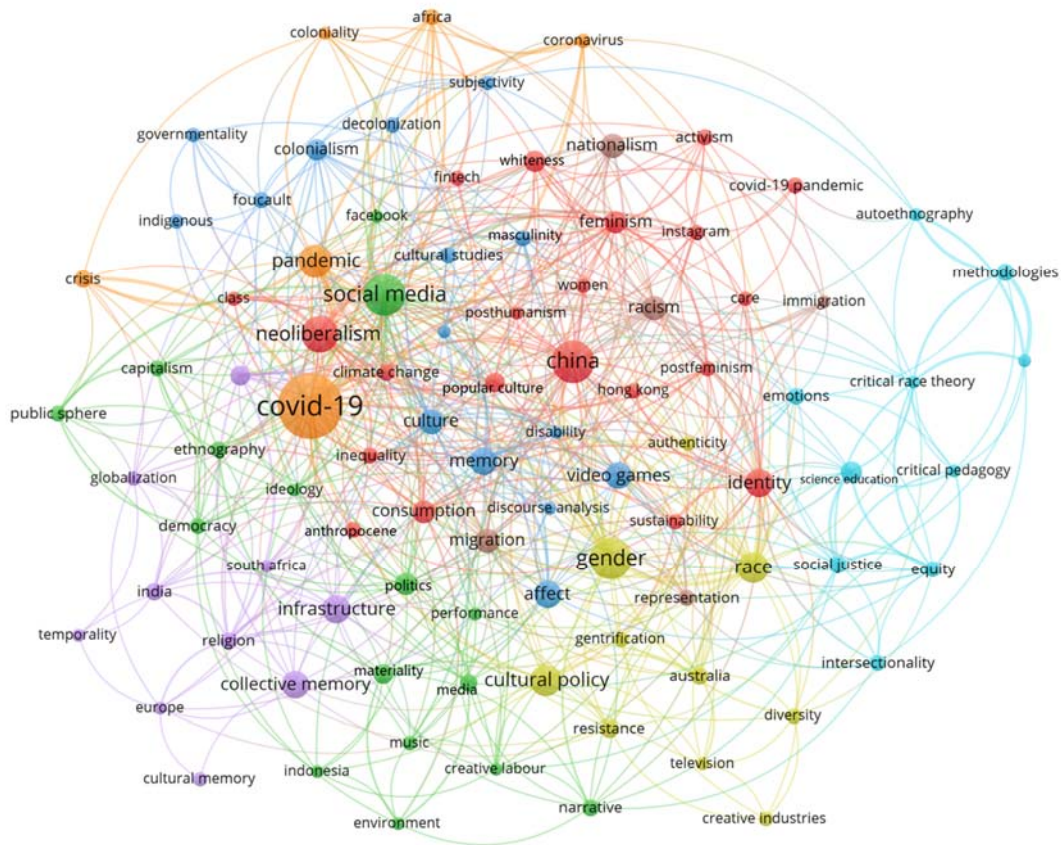 africa
coloniality
coronavirus
subjectivity
decolonization
governmentality
colonialism
nationalism
activism
whiteness
fintech
covid-19 pandemic
foucault
facebook
feminism
autoethnography
indigenous
masculinity
instagram
cultural studies
pandemic
methodologies
crisis
social media
women
class
racism
care
immigration
posthumanism
neoliberalism
china
capitalism
climate change
postfeminism
critical race theory
popular culture
hong kong
emotions
covid-19
public sphere
culture
disability
authenticity
ethnography
inequality
memory
video games
globalization
identity
science education
critical pedagogy
ideology
discourse analysis
consumption
sustainability
democracy
anthropocene
migration
gender
race
south africa
social justice
equity
india
politics
affect
representation
infrastructure
performance
temporality
religion
gentrification
intersectionality
materiality
collective memory
media
cultural policy
australia
europe
diversity
resistance
music
television
cultural memory
indonesia
creative labour
narrative
environment
creative industries